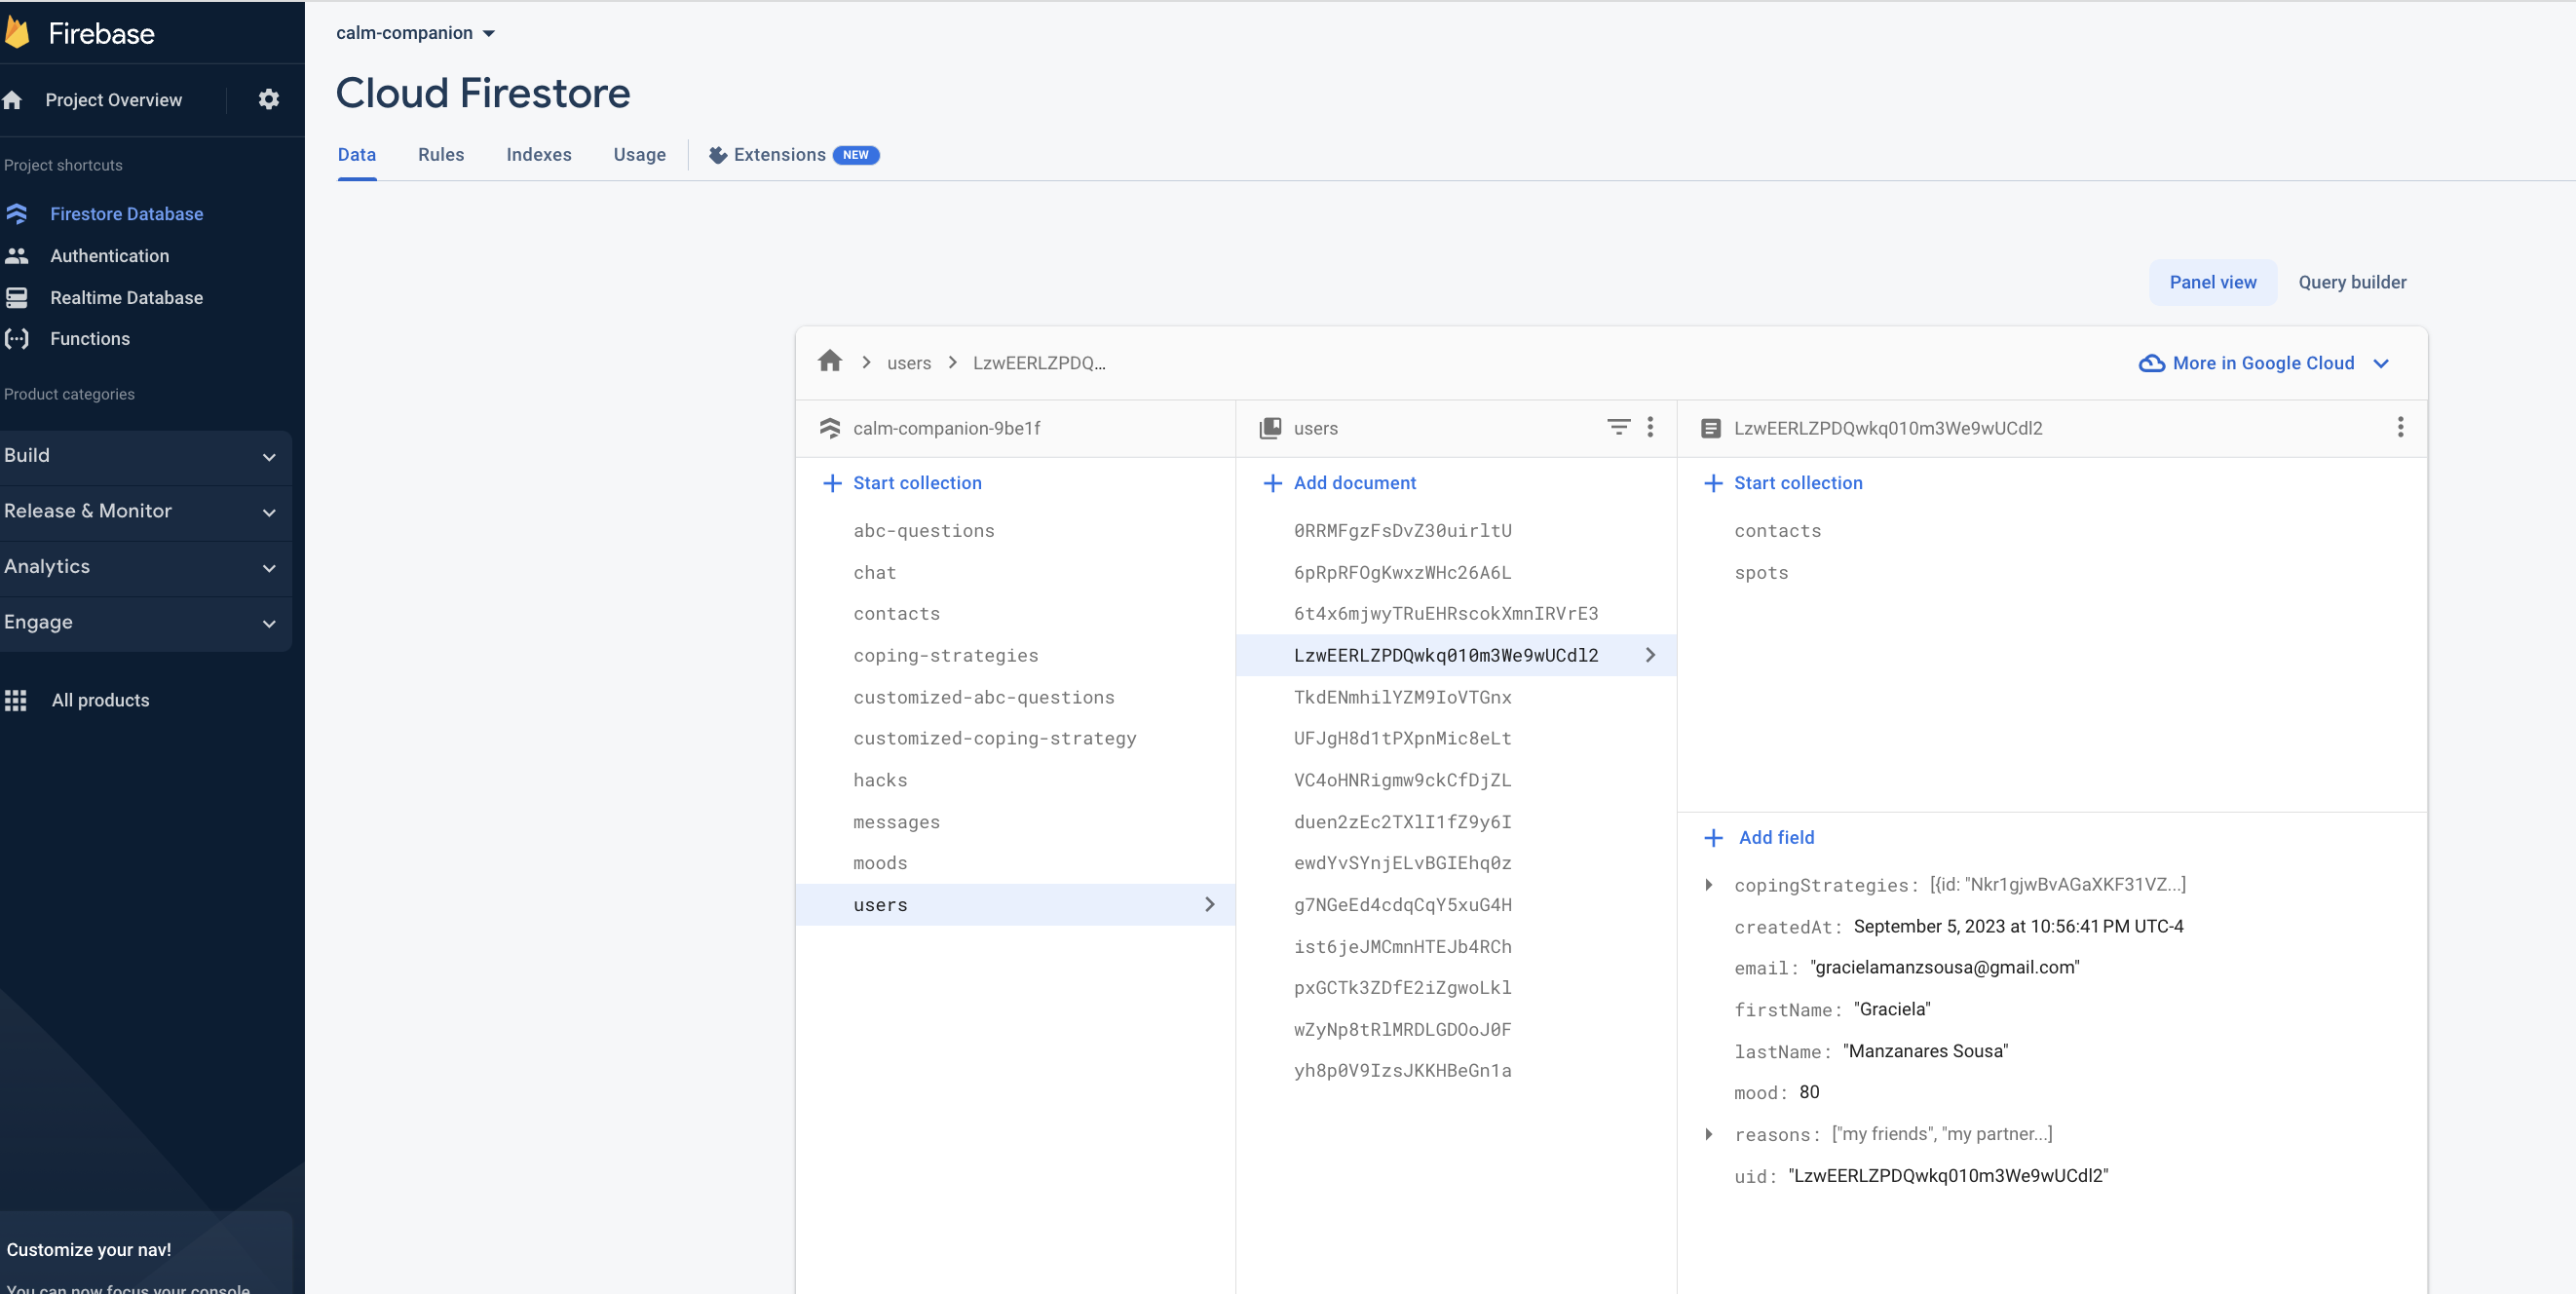 Firebase
Project Overview
Project shortcuts
Firestore Database
Authentication
Realtime Database
Functions
Product categories
Build
Release & Monitor
Analytics
Engage
All products
Customize your nav!
You can now focus your console
calm-companion
Cloud Firestore
Data Rules Indexes Usage Extensions NEW
Panel view Query builder
users LzwEERLZPDQ...
More in Google Cloud
calm-companion-9be1f
Start collection
abc-questions
chat
contacts
coping-strategies
customized-abc-questions
customized-coping-strategy
hacks
messages
moods
users
users
Add document
0RRMFgzFsDvZ30uirltU
6pRpRFOgKwxzWHc26A6L
6t4x6mjwyTRuEHRscokXmnIRVrE3
LzwEERLZPDQwkq010m3We9wUCdl2
TkdENmhilYZM9IoVTGnx
UFJgH8d1tPXpnMic8eLt
VC4oHNRigmw9ckCfDjZL
duen2zEc2TXlI1fZ9y6I
ewdYvSYnjELvBGIEhq0z
g7NGeEd4cdqCqY5xuG4H
ist6jeJMCmnHTEJb4RCh
pxGCTk3ZDfE2iZgwoLkl
wZyNp8tRlMRDLGDOoJ0F
yh8p0V9IzsJKKHBeGn1a
LzwEERLZPDQwkq010m3We9wUCdl2
Start collection
contacts
spots
Add field
copingStrategies: [{id: "Nkr1gjwBvAGaXKF31VZ...]
createdAt: September 5, 2023 at 10:56:41 PM UTC-4
email: "gracielamanzsousa@gmail.com"
firstName: "Graciela"
lastName: "Manzanares Sousa"
mood: 80
reasons: ["my friends", "my partner...]
uid: "LzwEERLZPDQwkq010m3We9wUCdl2"